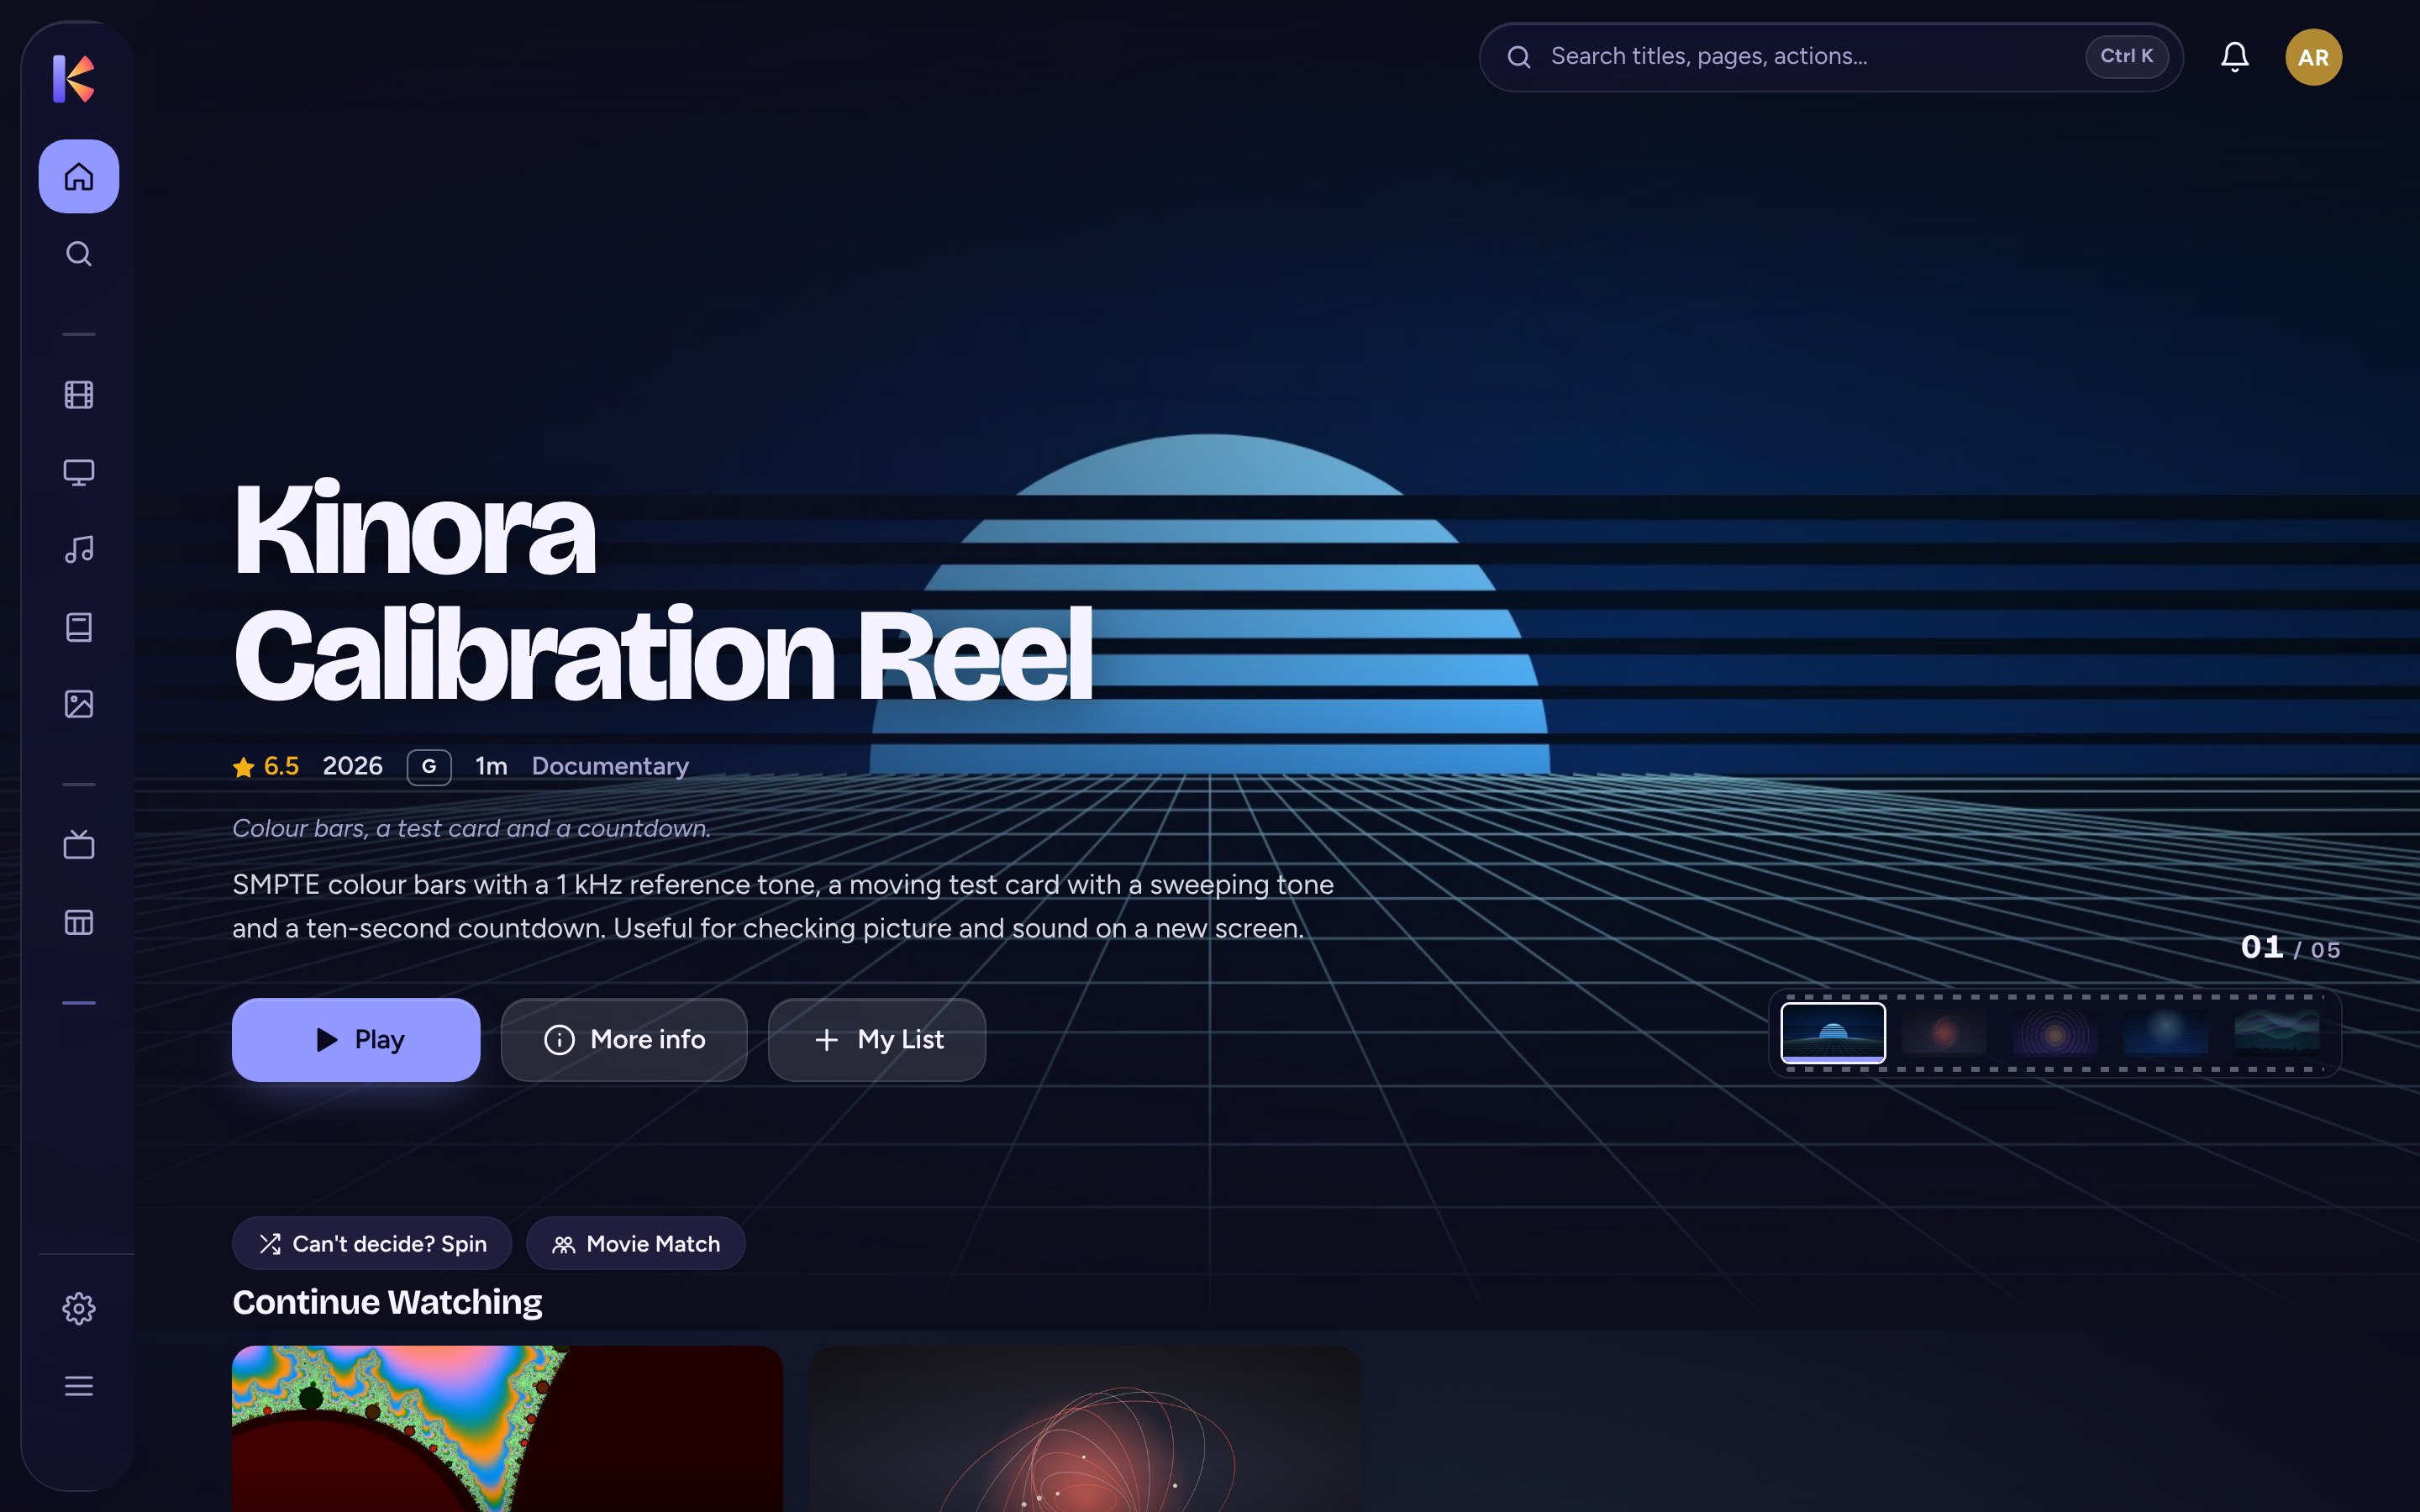 Search titles, pages, actions...
Ctrl K
AR
Kinora
Calibration Reel
6.5 2026 G 1m Documentary
Colour bars, a test card and a countdown.
SMPTE colour bars with a 1 kHz reference tone, a moving test card with a sweeping tone
and a ten-second countdown. Useful for checking picture and sound on a new screen.
01 / 05
Play
More info
My List
Can't decide? Spin
Movie Match
Continue Watching